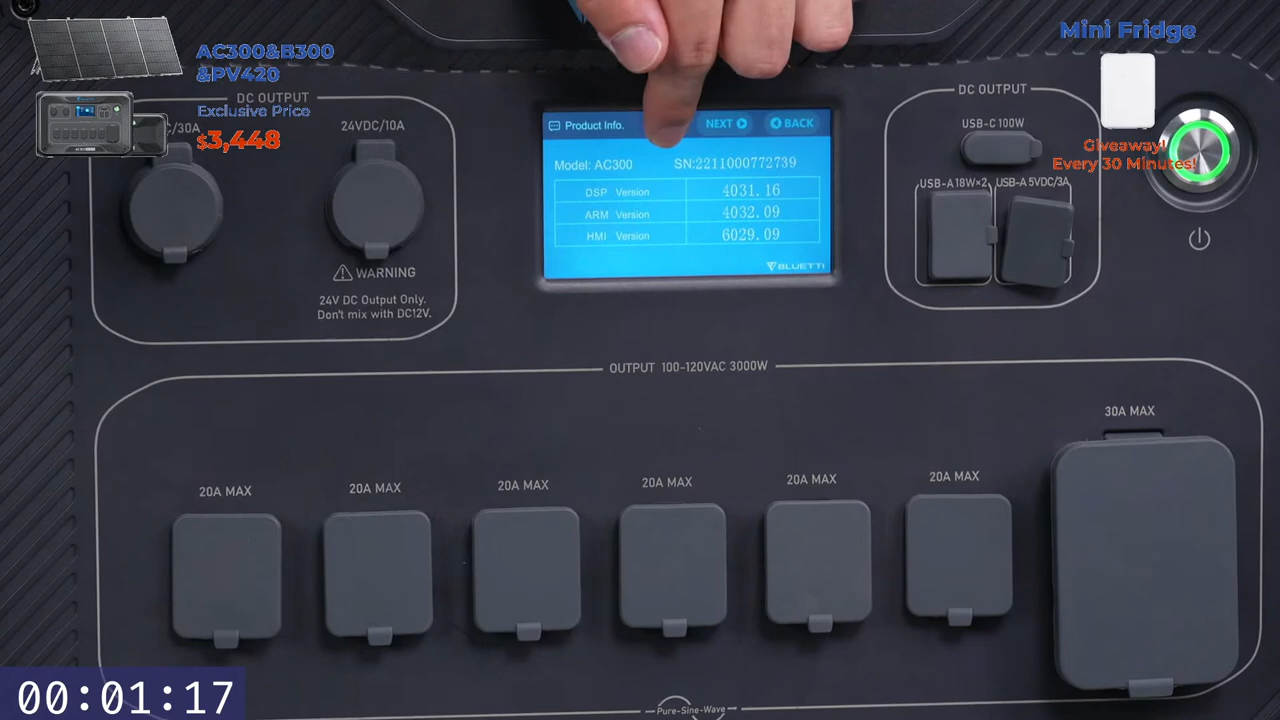 AC300&B300
&PV420
Exclusive Price
$3,448
Mini Fridge
Giveaway!
Every 30 Minutes!
DC OUTPUT
C/30A
24VDC/10A
WARNING
24V DC Output Only.
Don't mix with DC12V.
Product Info.
NEXT
BACK
Model: AC300
SN:2211000772739
DSP Version 4031.16
ARM Version 4032.09
HMI Version 6029.09
BLUETTI
DC OUTPUT
USB-C 100W
USB-A 18W×2
USB-A 5VDC/3A
OUTPUT 100-120VAC 3000W
30A MAX
20A MAX
20A MAX
20A MAX
20A MAX
20A MAX
20A MAX
Pure-Sine-Wave
00:01:17